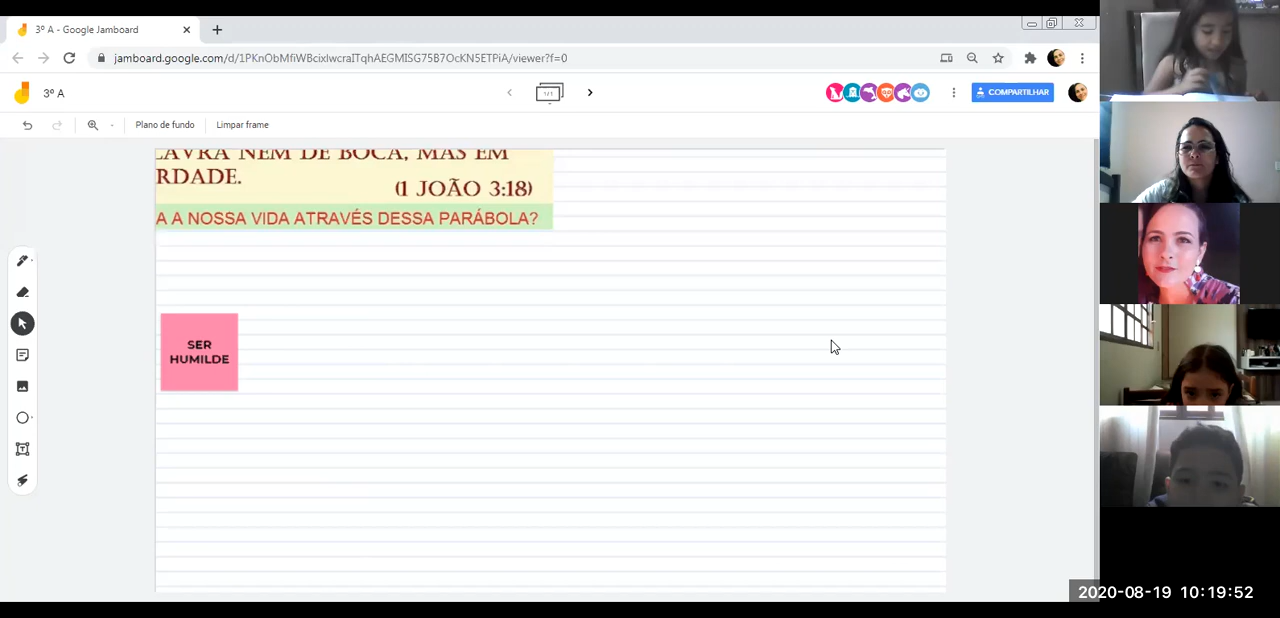 3º A - Google Jamboard
jamboard.google.com/d/1PKnObMfiWBcixlwcraITqhAEGMISG75B7OcKN5ETPiA/viewer?f=0
3º A
1/1
COMPARTILHAR
Plano de fundo
Limpar frame
LAVRA NEM DE BOCA, MAS EM
RDADE.
(1 JOÃO 3:18)
A A NOSSA VIDA ATRAVÉS DESSA PARÁBOLA?
SER
HUMILDE
2020-08-19 10:19:52